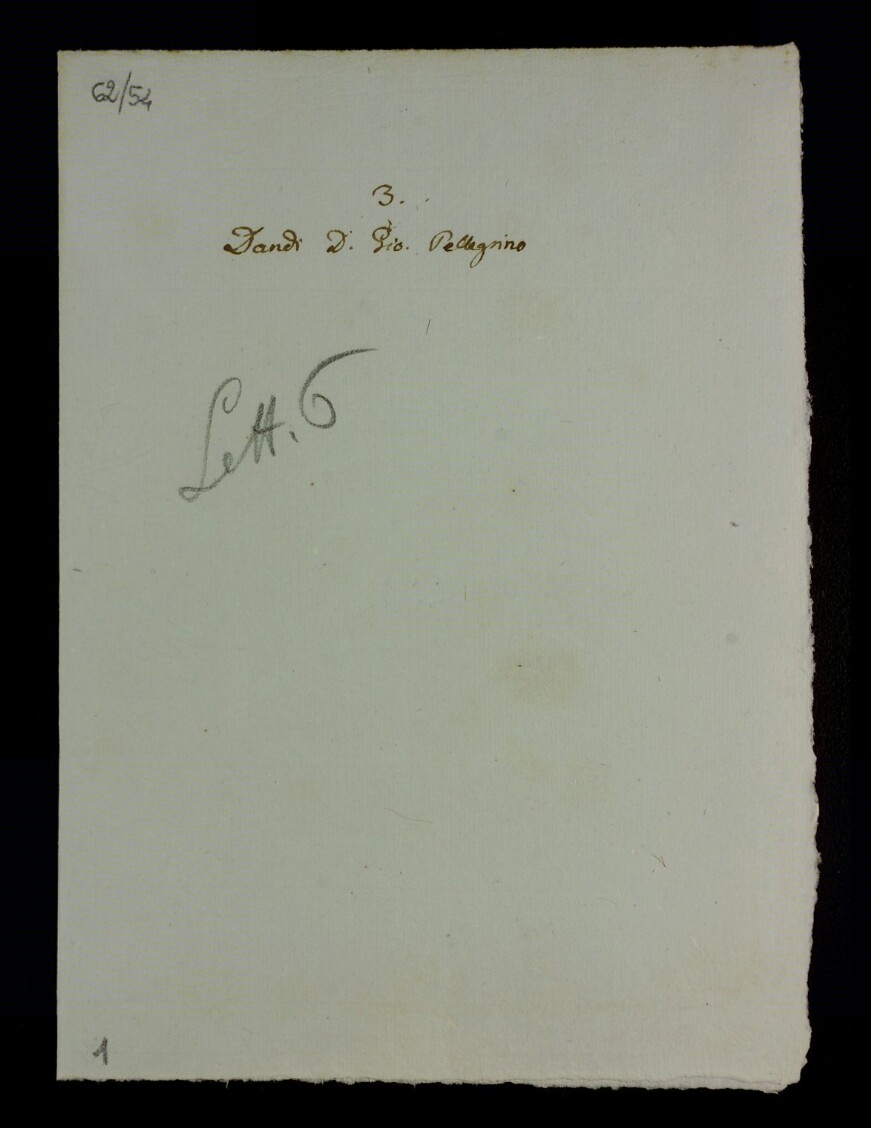 62/54
3.
Dandi D. Gio. Pellegrino
Lett. 6
1